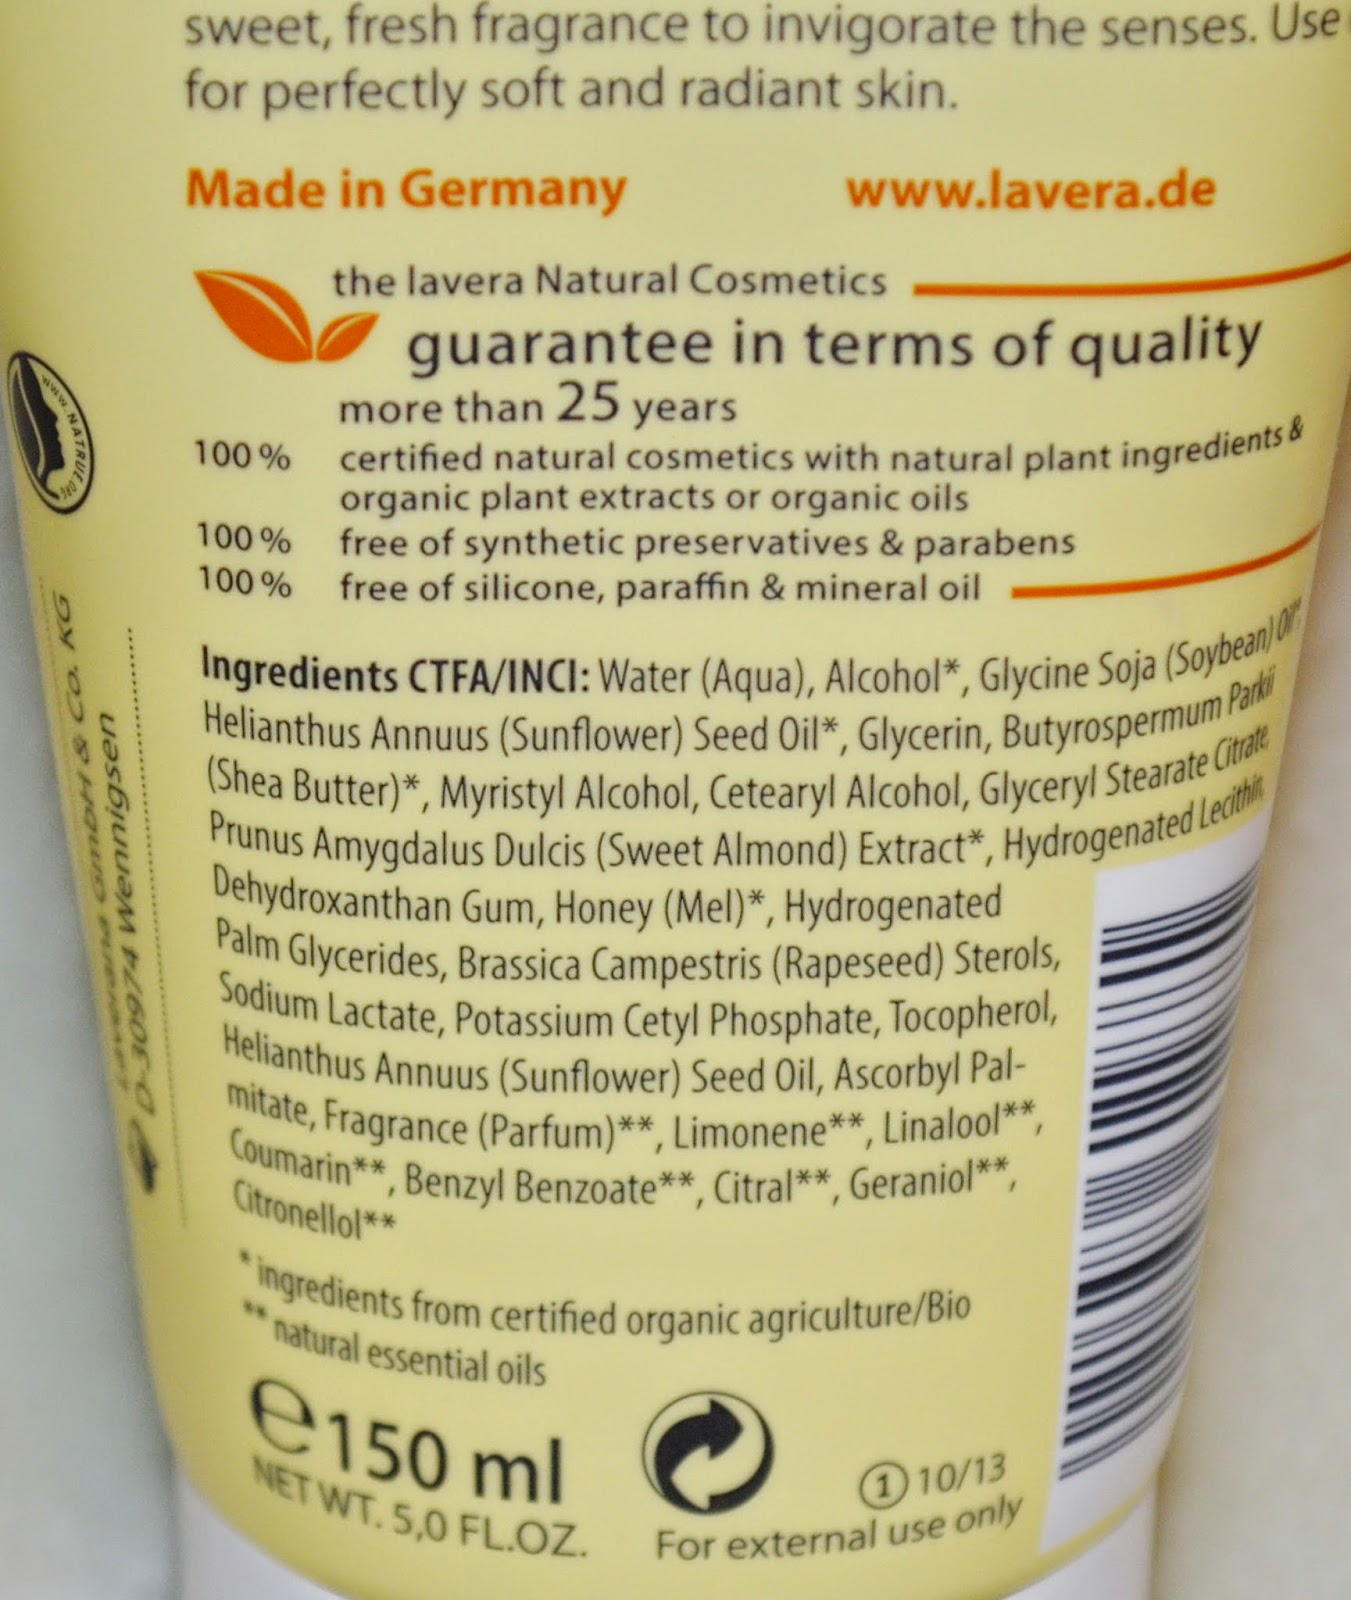 sweet, fresh fragrance to invigorate the senses. Use
for perfectly soft and radiant skin.
Made in Germany www.lavera.de
the lavera Natural Cosmetics
guarantee in terms of quality
more than 25 years
100 % certified natural cosmetics with natural plant ingredients &
organic plant extracts or organic oils
100 % free of synthetic preservatives & parabens
100 % free of silicone, paraffin & mineral oil
Ingredients CTFA/INCI: Water (Aqua), Alcohol*, Glycine Soja (Soybean) Oil*,
Helianthus Annuus (Sunflower) Seed Oil*, Glycerin, Butyrospermum Parkii
(Shea Butter)*, Myristyl Alcohol, Cetearyl Alcohol, Glyceryl Stearate Citrate,
Prunus Amygdalus Dulcis (Sweet Almond) Extract*, Hydrogenated Lecithin,
Dehydroxanthan Gum, Honey (Mel)*, Hydrogenated
Palm Glycerides, Brassica Campestris (Rapeseed) Sterols,
Sodium Lactate, Potassium Cetyl Phosphate, Tocopherol,
Helianthus Annuus (Sunflower) Seed Oil, Ascorbyl Pal-
mitate, Fragrance (Parfum)**, Limonene**, Linalool**,
Coumarin**, Benzyl Benzoate**, Citral**, Geraniol**,
Citronellol**
* ingredients from certified organic agriculture/Bio
** natural essential oils
℮ 150 ml
NET WT. 5,0 FL.OZ.
1 10/13
For external use only
Laverana GmbH & Co. KG
D-30974 Wennigsen
WWW.NATRUE.ORG